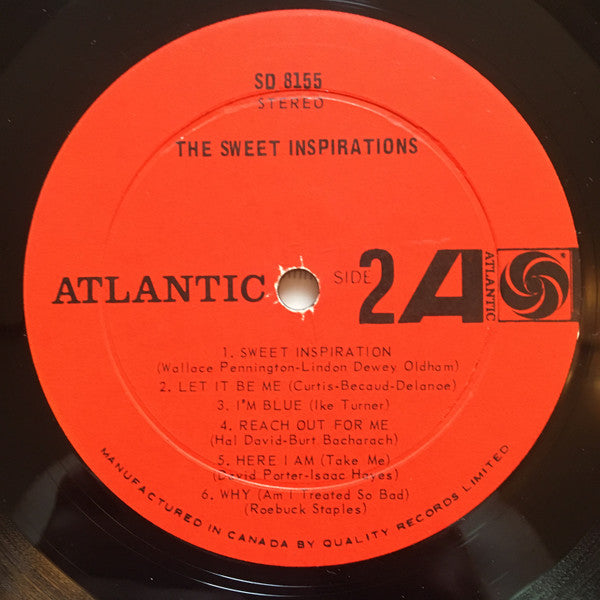 SD 8155
STEREO
THE SWEET INSPIRATIONS
ATLANTIC
SIDE 2
A
ATLANTIC
1. SWEET INSPIRATION
(Wallace Pennington-Lindon Dewey Oldham)
2. LET IT BE ME (Curtis-Becaud-Delanoe)
3. I"M BLUE (Ike Turner)
4. REACH OUT FOR ME
(Hal David-Burt Bacharach)
5. HERE I AM (Take Me)
(David Porter-Isaac Hayes)
6. WHY (Am I Treated So Bad)
(Roebuck Staples)
MANUFACTURED IN CANADA BY QUALITY RECORDS LIMITED